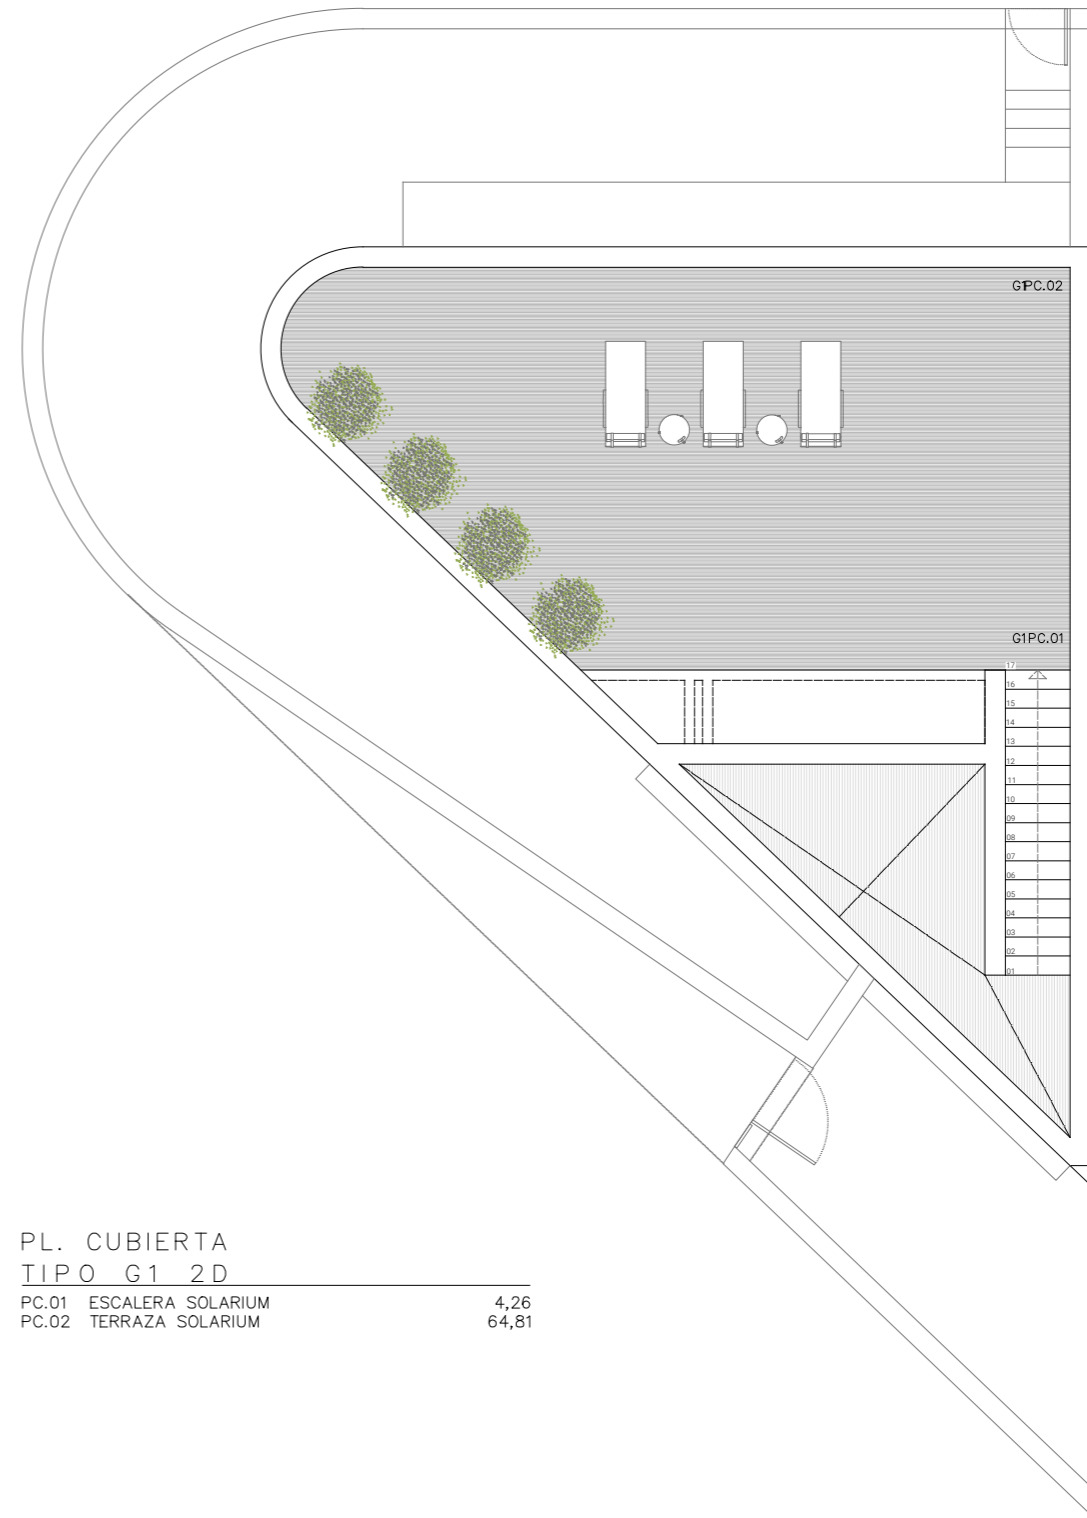 G1PC.02
G1PC.01
17
16
15
14
13
12
11
10
09
08
07
06
05
04
03
02
01
PL. CUBIERTA
TIPO G1 2D
PC.01 ESCALERA SOLARIUM 4,26
PC.02 TERRAZA SOLARIUM 64,81